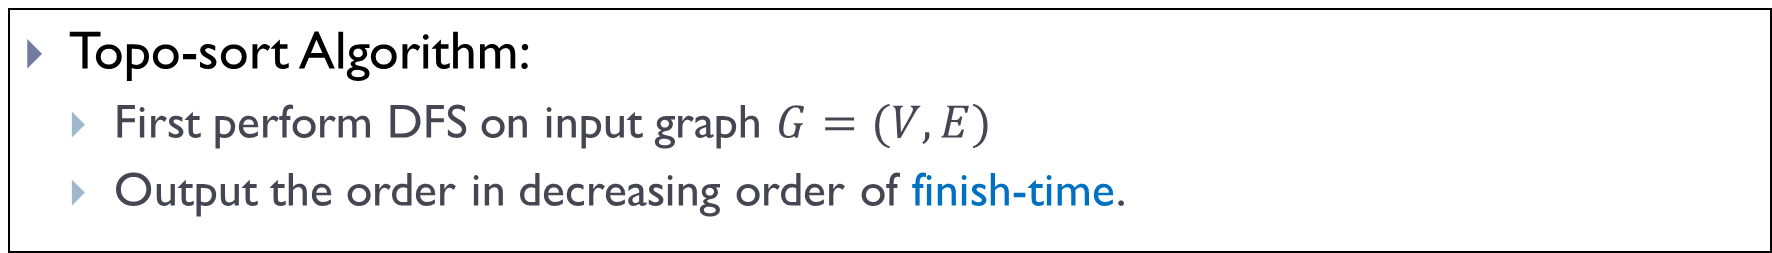 Topo-sort Algorithm:
First perform DFS on input graph G = (V, E)
Output the order in decreasing order of finish-time.